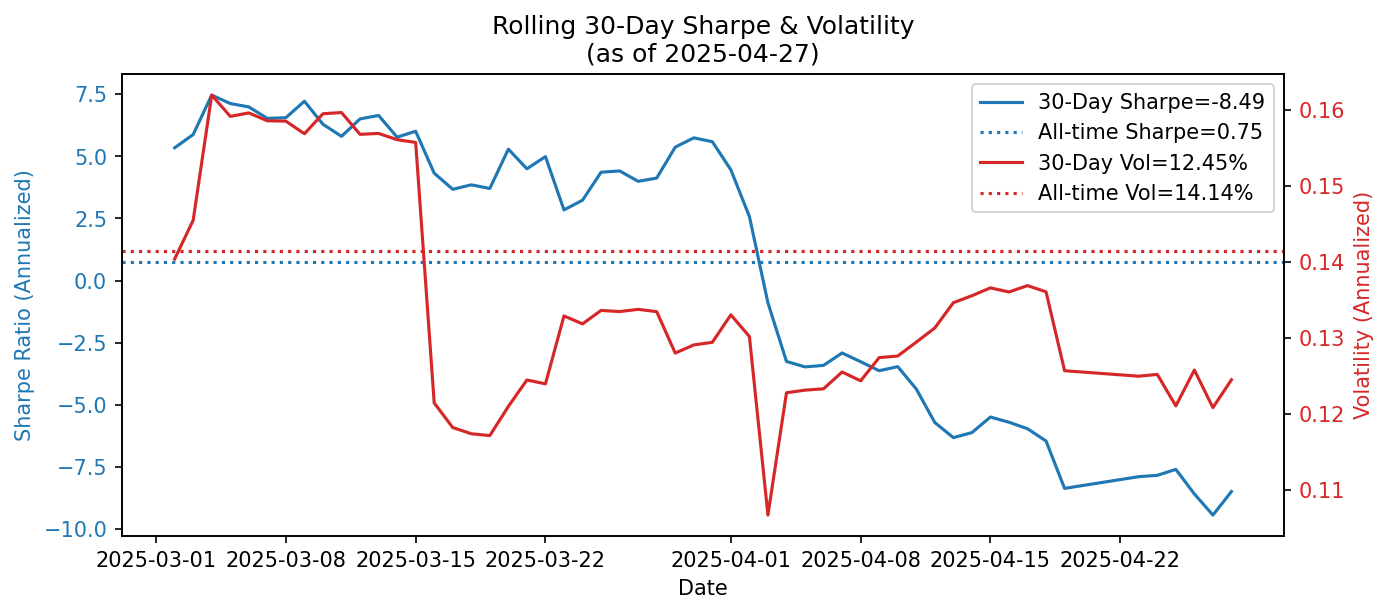 Rolling 30-Day Sharpe & Volatility
(as of 2025-04-27)
30-Day Sharpe=-8.49
All-time Sharpe=0.75
30-Day Vol=12.45%
All-time Vol=14.14%
Sharpe Ratio (Annualized)
7.5
5.0
2.5
0.0
−2.5
−5.0
−7.5
−10.0
0.16
0.15
0.14
0.13
0.12
0.11
Volatility (Annualized)
2025-03-01 2025-03-08 2025-03-15 2025-03-22 2025-04-01 2025-04-08 2025-04-15 2025-04-22
Date